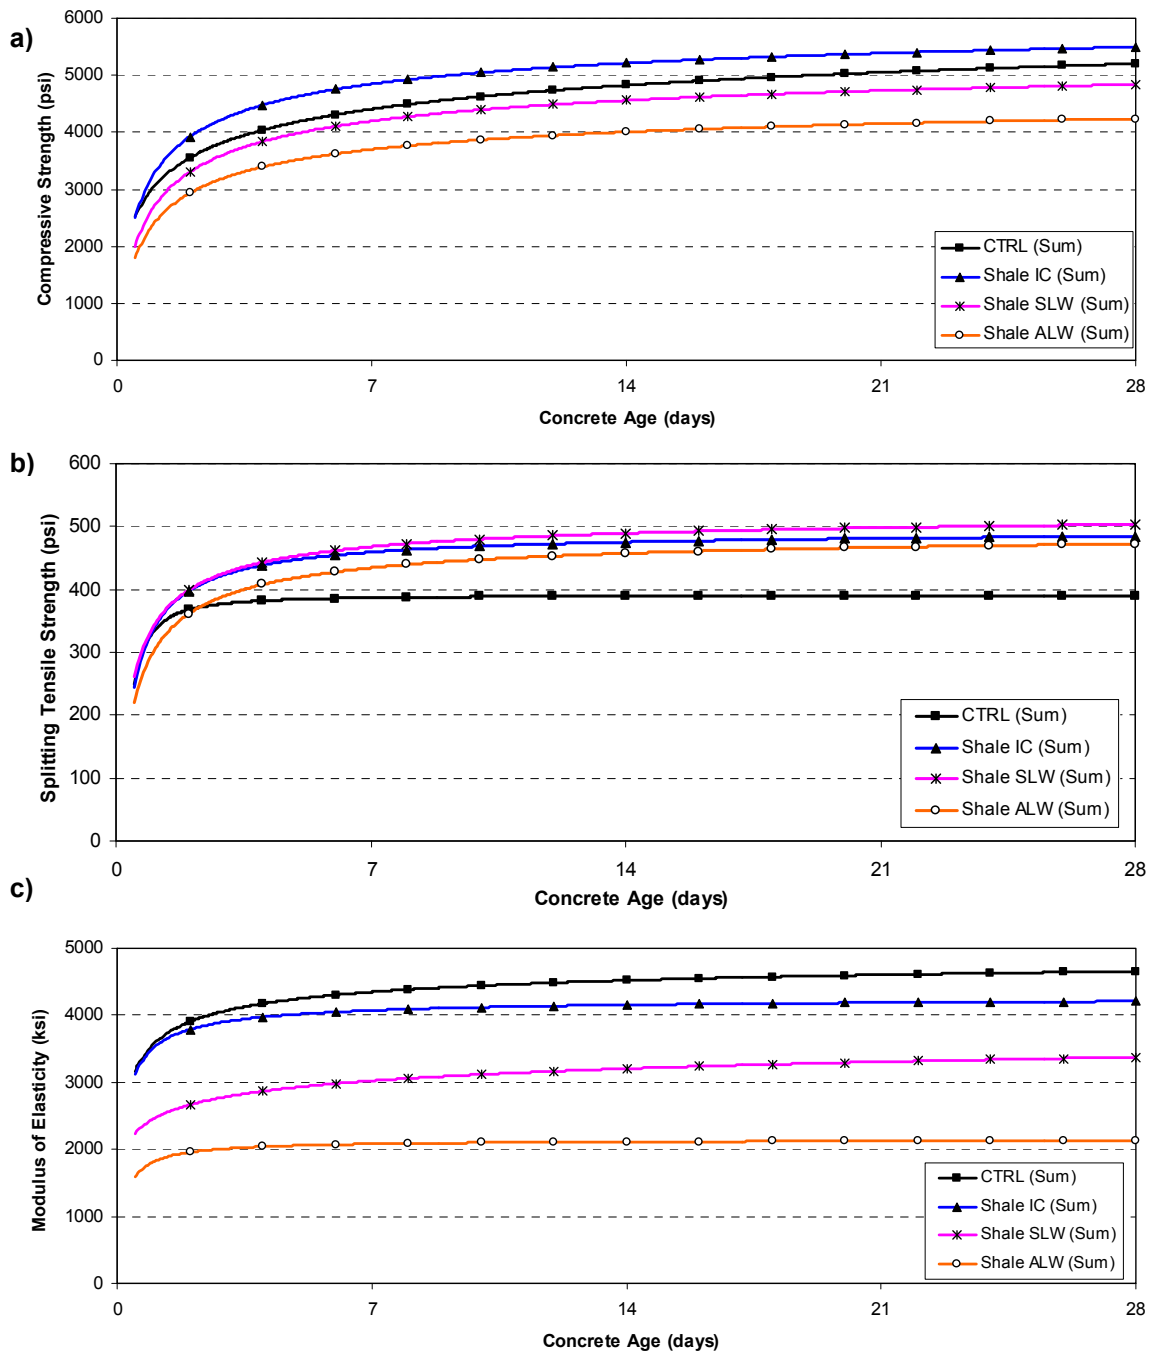 a)
Compressive Strength (psi)
6000
5000
4000
3000
2000
1000
0
CTRL (Sum)
Shale IC (Sum)
Shale SLW (Sum)
Shale ALW (Sum)
0 7 14 21 28
Concrete Age (days)
b)
Splitting Tensile Strength (psi)
600
500
400
300
200
100
0
CTRL (Sum)
Shale IC (Sum)
Shale SLW (Sum)
Shale ALW (Sum)
0 7 14 21 28
Concrete Age (days)
c)
Modulus of Elasticity (ksi)
5000
4000
3000
2000
1000
0
CTRL (Sum)
Shale IC (Sum)
Shale SLW (Sum)
Shale ALW (Sum)
0 7 14 21 28
Concrete Age (days)